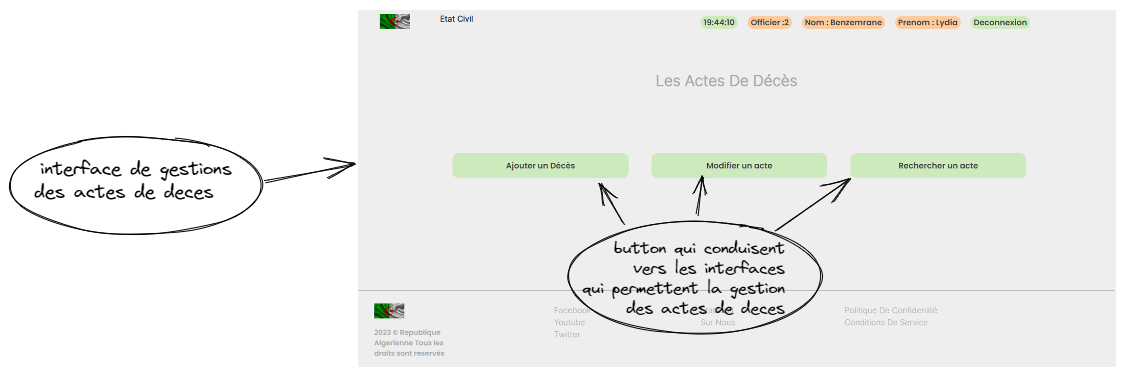 Etat Civil
19:44:10
Officier :2
Nom : Benzemrane
Prenom : Lydia
Deconnexion
Les Actes De Décès
interface de gestions
des actes de deces
Ajouter un Décès
Modifier un acte
Rechercher un acte
button qui conduisent
vers les interfaces
qui permettent la gestion
des actes de deces
2023 © Republique
Algerienne Tous les
droits sont reservés
Facebook
Youtube
Twitter
Sur Nous
Politique De Confidenlité
Conditions De Service